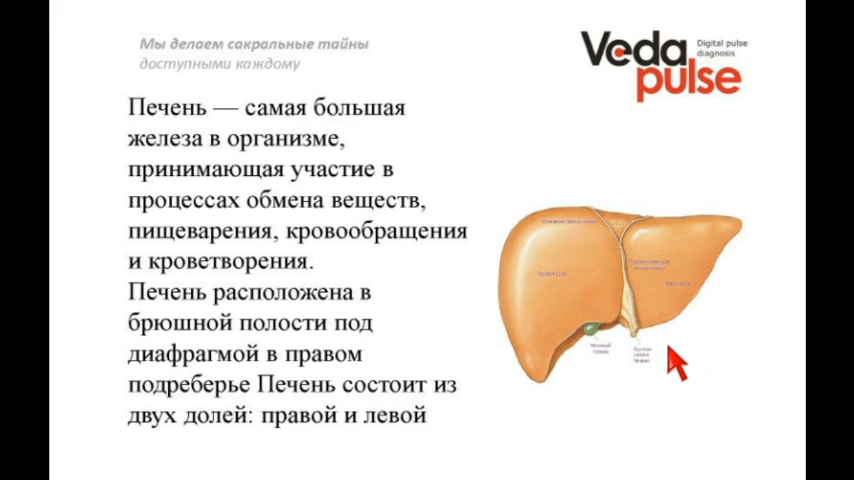 Мы делаем сакральные тайны
доступными каждому
Veda
pulse
Digital pulse
diagnosis
Печень — самая большая
железа в организме,
принимающая участие в
процессах обмена веществ,
пищеварения, кровообращения
и кроветворения.
Печень расположена в
брюшной полости под
диафрагмой в правом
подреберье Печень состоит из
двух долей: правой и левой